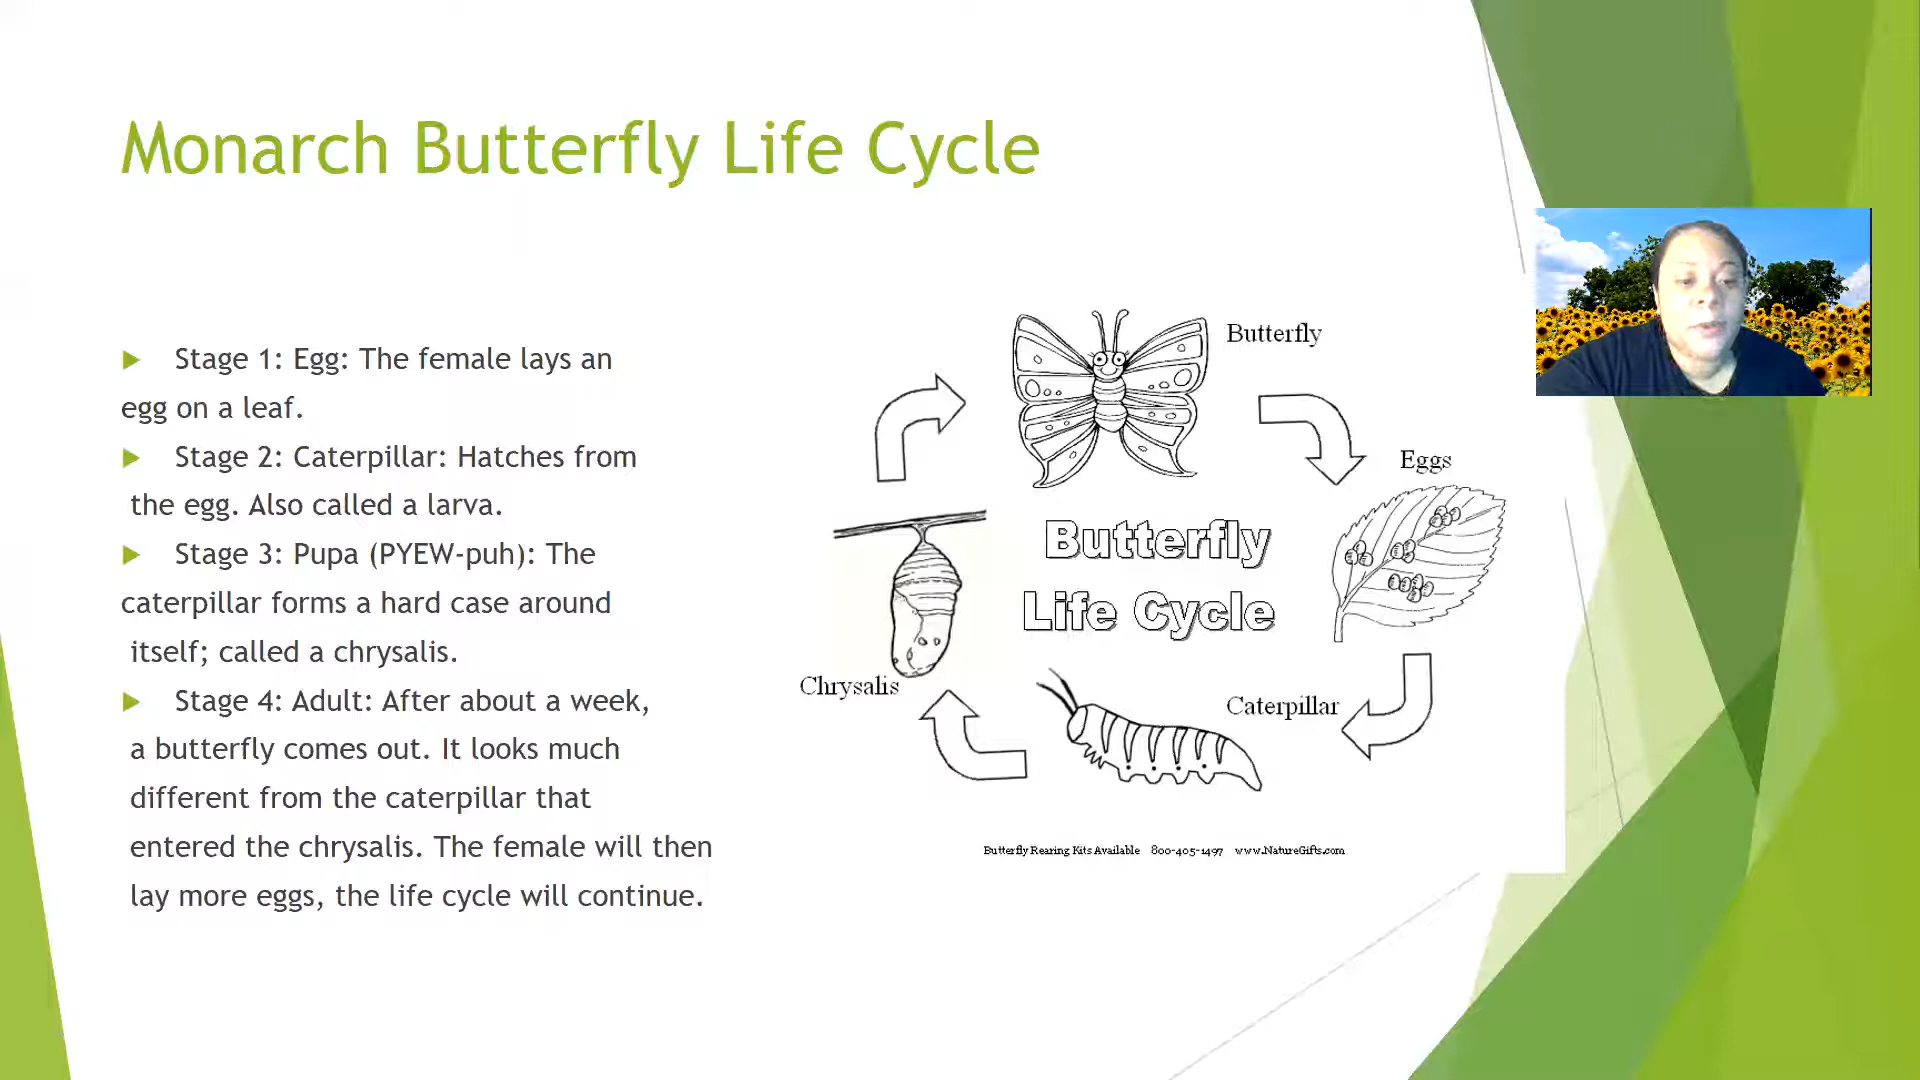 Monarch Butterfly Life Cycle
Stage 1: Egg: The female lays an
egg on a leaf.
Stage 2: Caterpillar: Hatches from
the egg. Also called a larva.
Stage 3: Pupa (PYEW-puh): The
caterpillar forms a hard case around
itself; called a chrysalis.
Stage 4: Adult: After about a week,
a butterfly comes out. It looks much
different from the caterpillar that
entered the chrysalis. The female will then
lay more eggs, the life cycle will continue.
Butterfly
Eggs
Butterfly
Life Cycle
Chrysalis
Caterpillar
Butterfly Rearing Kits Available 800-405-1497 www.NatureGifts.com